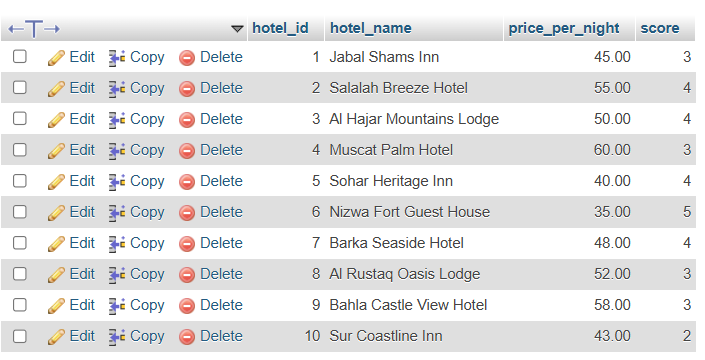 hotel_id hotel_name price_per_night score
Edit Copy Delete 1 Jabal Shams Inn 45.00 3
Edit Copy Delete 2 Salalah Breeze Hotel 55.00 4
Edit Copy Delete 3 Al Hajar Mountains Lodge 50.00 4
Edit Copy Delete 4 Muscat Palm Hotel 60.00 3
Edit Copy Delete 5 Sohar Heritage Inn 40.00 4
Edit Copy Delete 6 Nizwa Fort Guest House 35.00 5
Edit Copy Delete 7 Barka Seaside Hotel 48.00 4
Edit Copy Delete 8 Al Rustaq Oasis Lodge 52.00 3
Edit Copy Delete 9 Bahla Castle View Hotel 58.00 3
Edit Copy Delete 10 Sur Coastline Inn 43.00 2